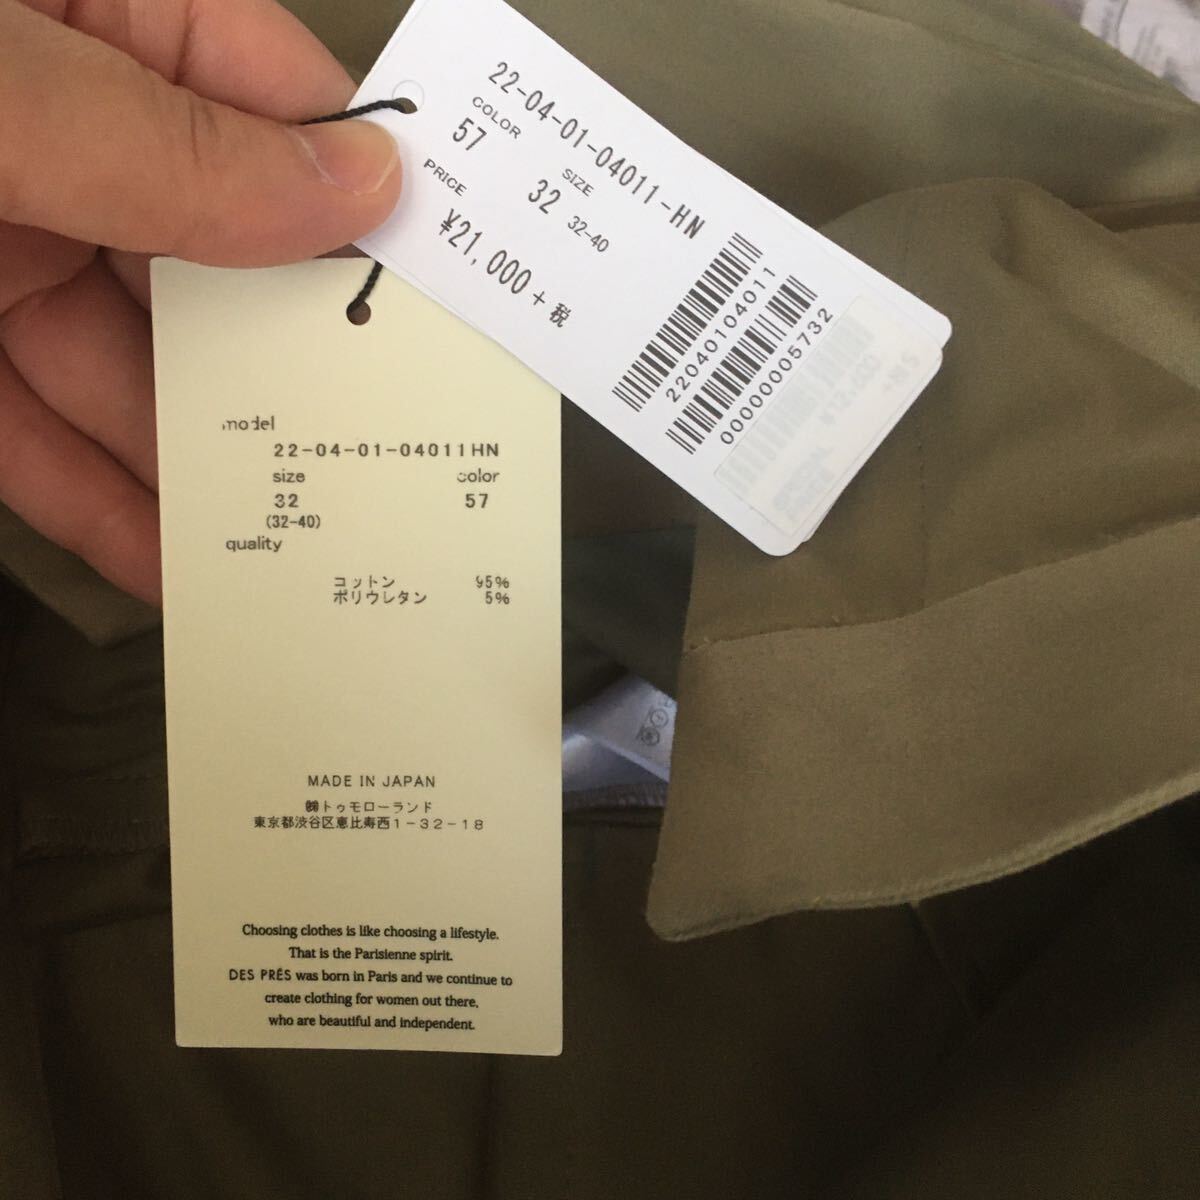 22-04-01-04011-HN
COLOR SIZE
57 32 32-40
PRICE
¥21,000+税
2204010404011
0000005732
model
22-04-01-04011HN
size color
32 57
(32-40)
quality
コットン 95%
ポリウレタン 5%
MADE IN JAPAN
㈱トゥモローランド
東京都渋谷区恵比寿西1-32-18
Choosing clothes is like choosing a lifestyle.
That is the Parisienne spirit.
DES PRÉS was born in Paris and we continue to
create clothing for women out there,
who are beautiful and independent.